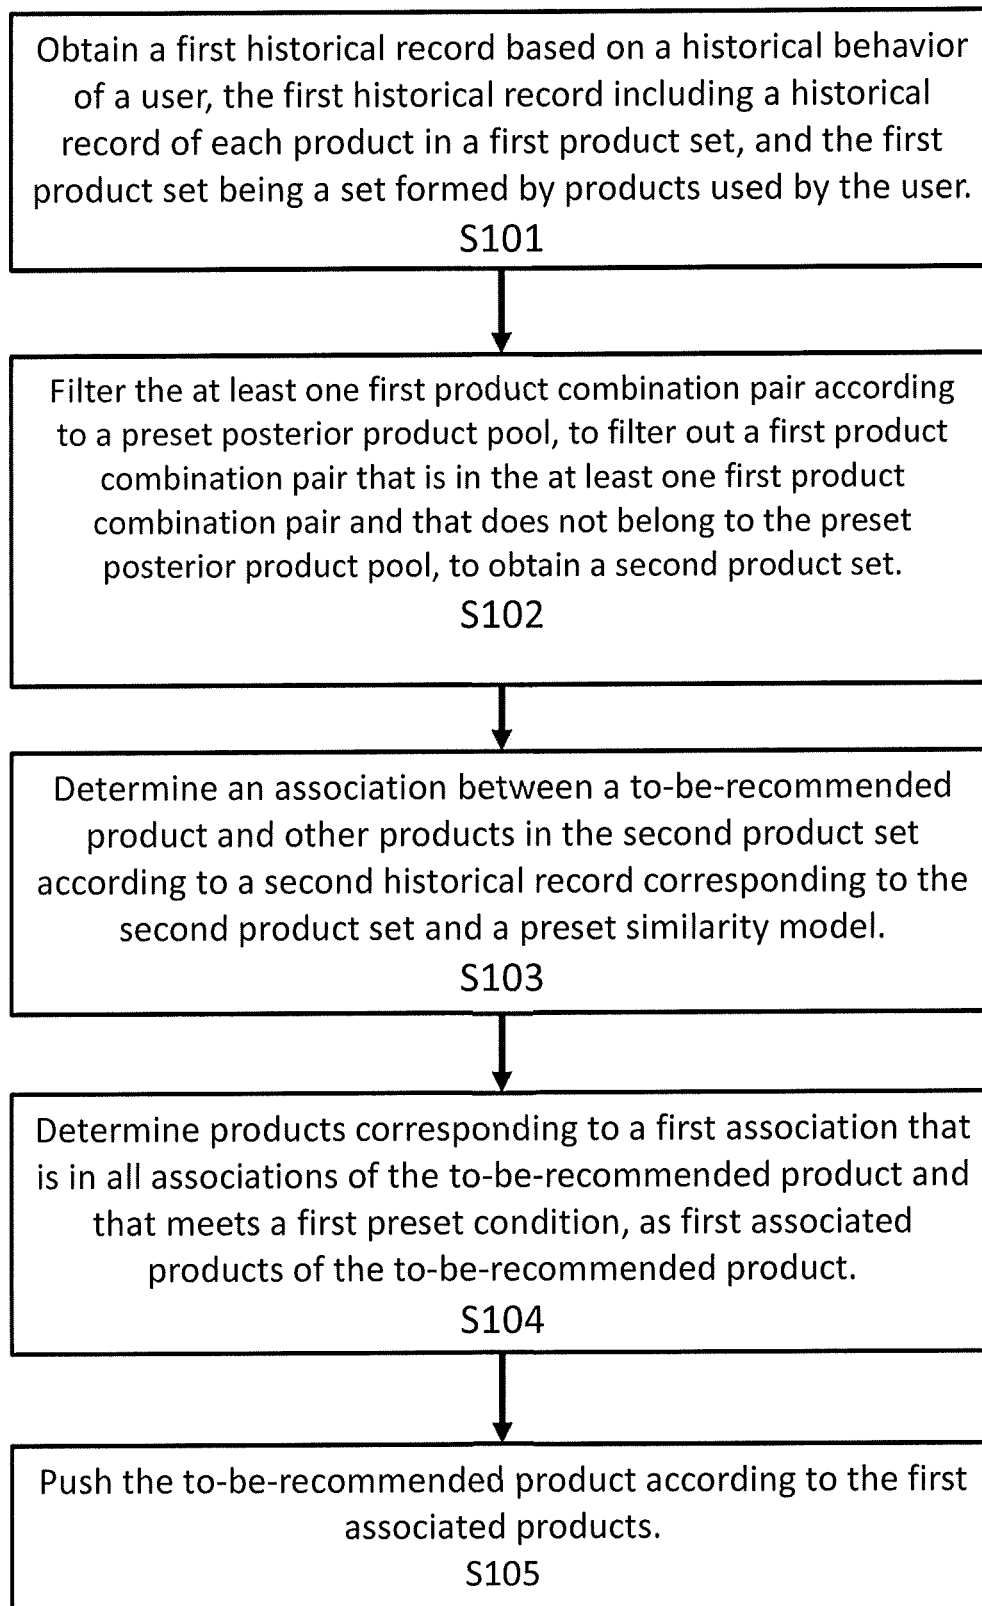 Obtain a first historical record based on a historical behavior
of a user, the first historical record including a historical
record of each product in a first product set, and the first
product set being a set formed by products used by the user.
S101
Filter the at least one first product combination pair according
to a preset posterior product pool, to filter out a first product
combination pair that is in the at least one first product
combination pair and that does not belong to the preset
posterior product pool, to obtain a second product set.
S102
Determine an association between a to-be-recommended
product and other products in the second product set
according to a second historical record corresponding to the
second product set and a preset similarity model.
S103
Determine products corresponding to a first association that
is in all associations of the to-be-recommended product and
that meets a first preset condition, as first associated
products of the to-be-recommended product.
S104
Push the to-be-recommended product according to the first
associated products.
S105